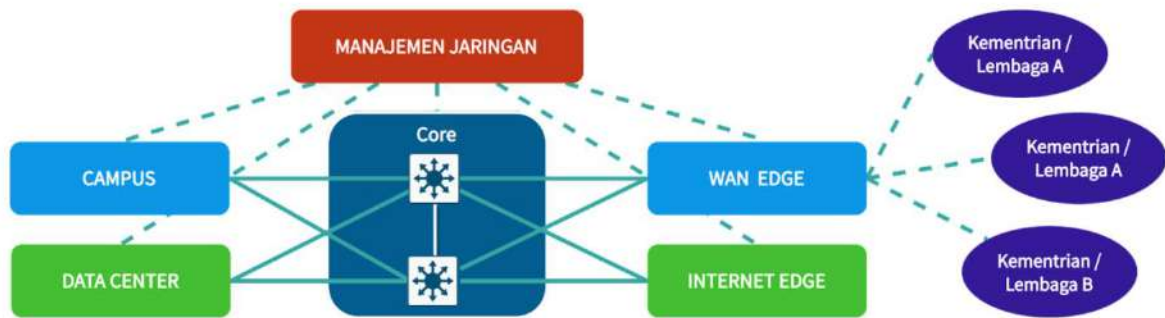 MANAJEMEN JARINGAN
Core
CAMPUS
WAN EDGE
DATA CENTER
INTERNET EDGE
Kementrian /
Lembaga A
Kementrian /
Lembaga A
Kementrian /
Lembaga B